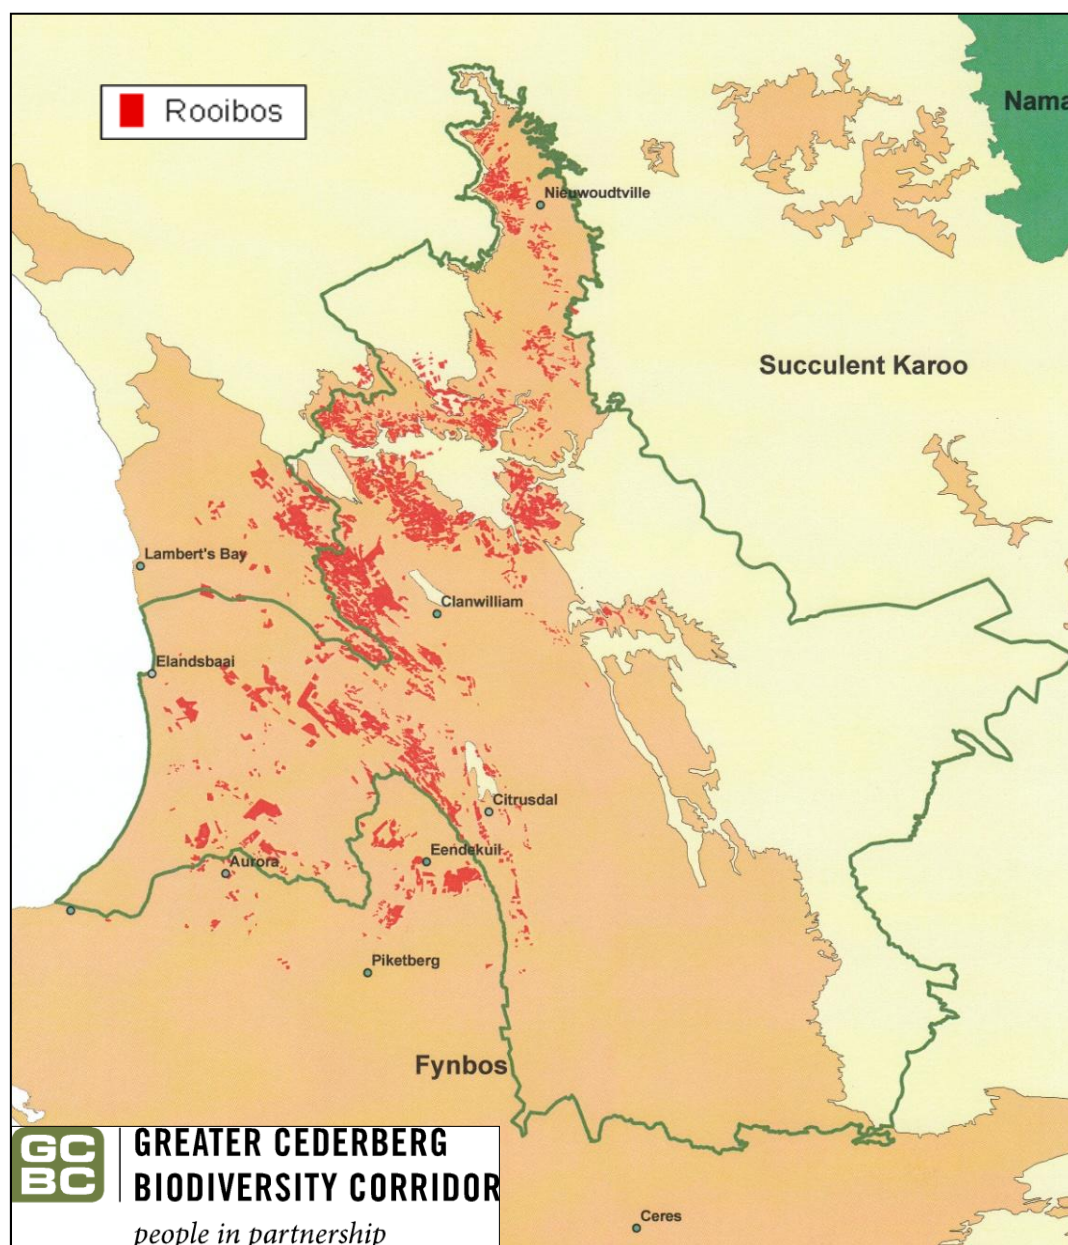 Rooibos
Nama
Nieuwoudtville
Succulent Karoo
Lambert's Bay
Clanwilliam
Elandsbaai
Citrusdal
Eendekuil
Aurora
Piketberg
Fynbos
GC
BC
GREATER CEDERBERG
BIODIVERSITY CORRIDOR
people in partnership
Ceres